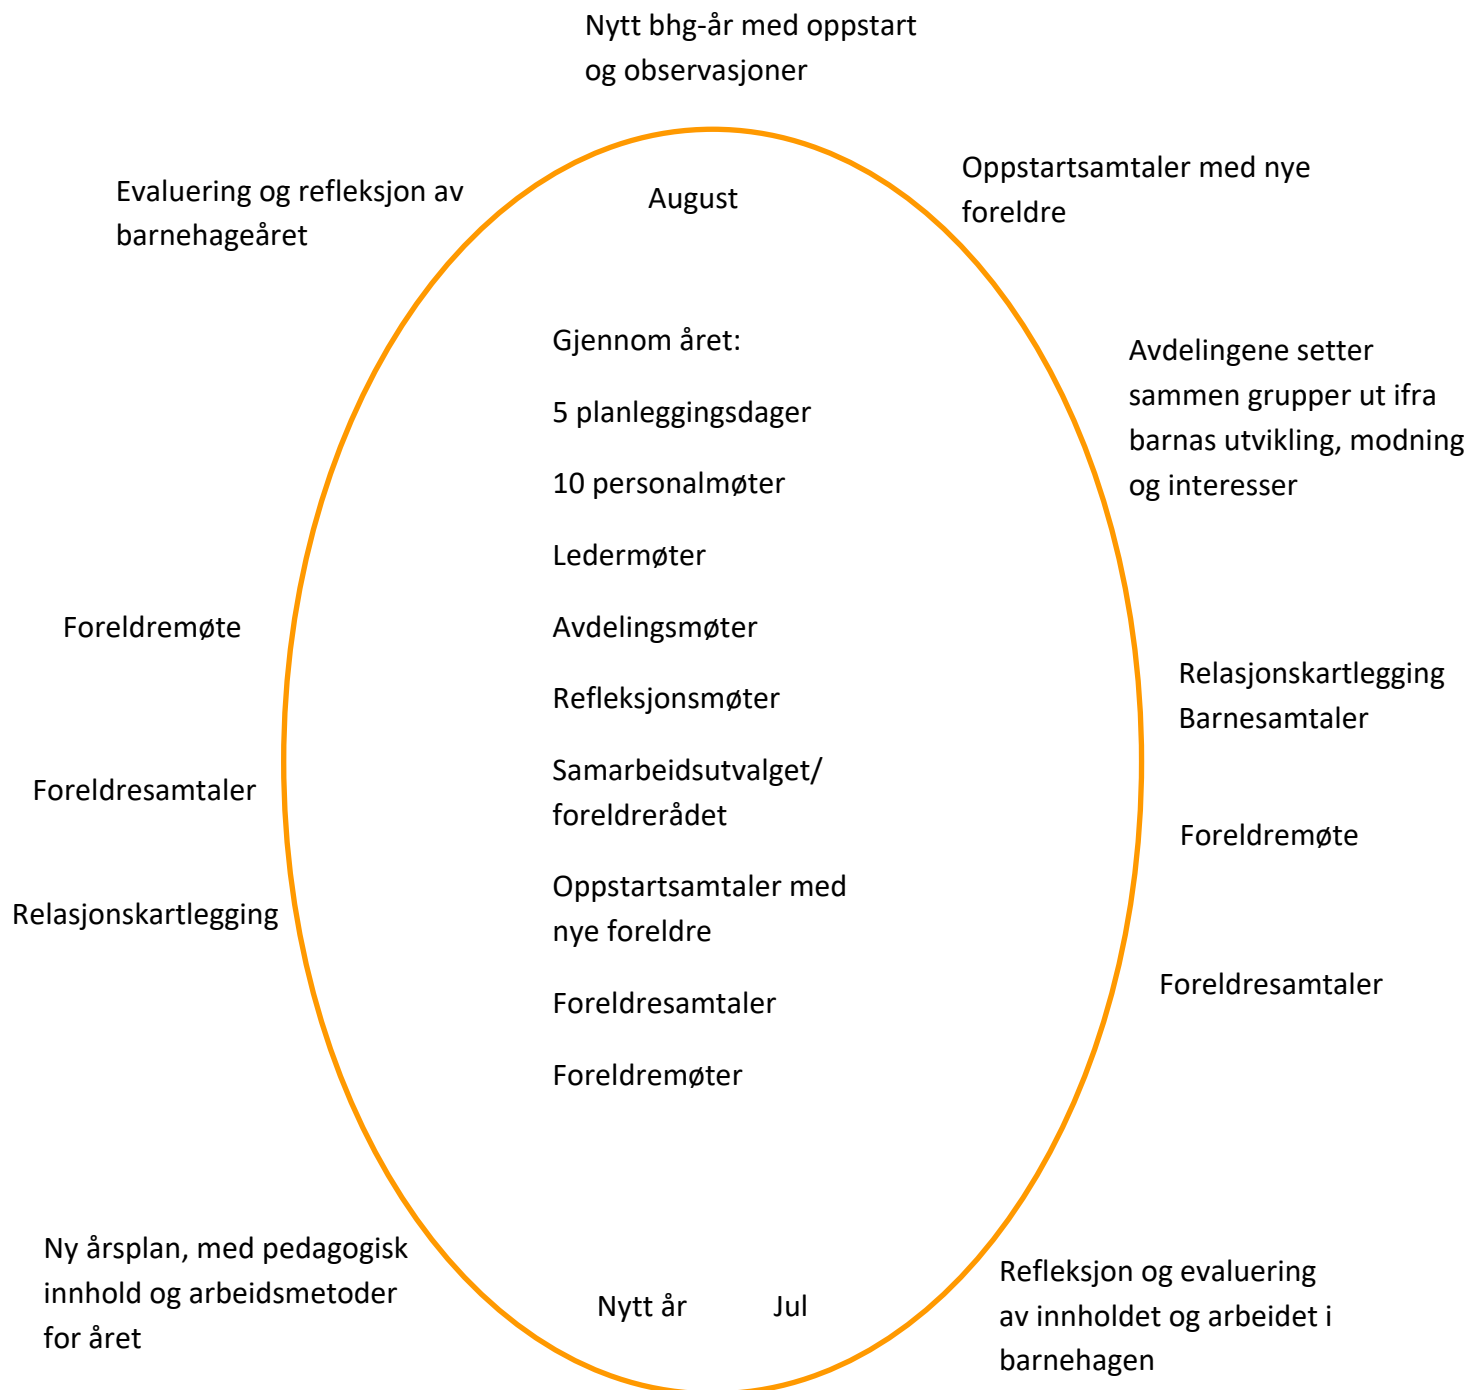 Nytt bhg-år med oppstart
og observasjoner
Oppstartsamtaler med nye
foreldre
Evaluering og refleksjon av
barnehageåret
August
Gjennom året:
5 planleggingsdager
10 personalmøter
Ledermøter
Avdelingsmøter
Refleksjonsmøter
Samarbeidsutvalget/
foreldrerådet
Oppstartsamtaler med
nye foreldre
Foreldresamtaler
Foreldremøter
Avdelingene setter
sammen grupper ut ifra
barnas utvikling, modning
og interesser
Relasjonskartlegging
Barnesamtaler
Foreldremøte
Foreldresamtaler
Refleksjon og evaluering
av innholdet og arbeidet i
barnehagen
Jul
Nytt år
Ny årsplan, med pedagogisk
innhold og arbeidsmetoder
for året
Relasjonskartlegging
Foreldresamtaler
Foreldremøte